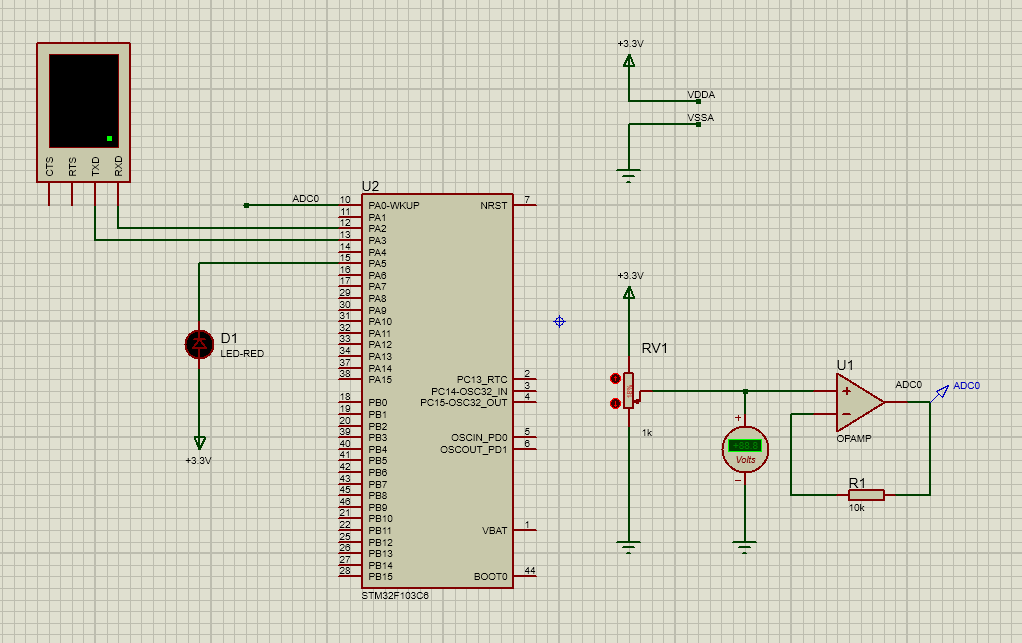 +3.3V
VDDA
VSSA
CTS
RTS
TXD
RXD
U2
ADC0
10 PA0-WKUP
11 PA1
12 PA2
13 PA3
14 PA4
15 PA5
16 PA6
17 PA7
29 PA8
30 PA9
31 PA10
32 PA11
33 PA12
34 PA13
37 PA14
38 PA15
18 PB0
19 PB1
20 PB2
39 PB3
40 PB4
41 PB5
42 PB6
43 PB7
45 PB8
46 PB9
21 PB10
22 PB11
25 PB12
26 PB13
27 PB14
28 PB15
NRST 7
PC13_RTC 2
PC14-OSC32_IN 3
PC15-OSC32_OUT 4
OSCIN_PD0 5
OSCOUT_PD1 6
VBAT 1
BOOT0 44
STM32F103C6
D1
LED-RED
+3.3V
+3.3V
RV1
1k
+
+88.8
Volts
−
U1
+
−
OPAMP
ADC0
ADC0
R1
10k